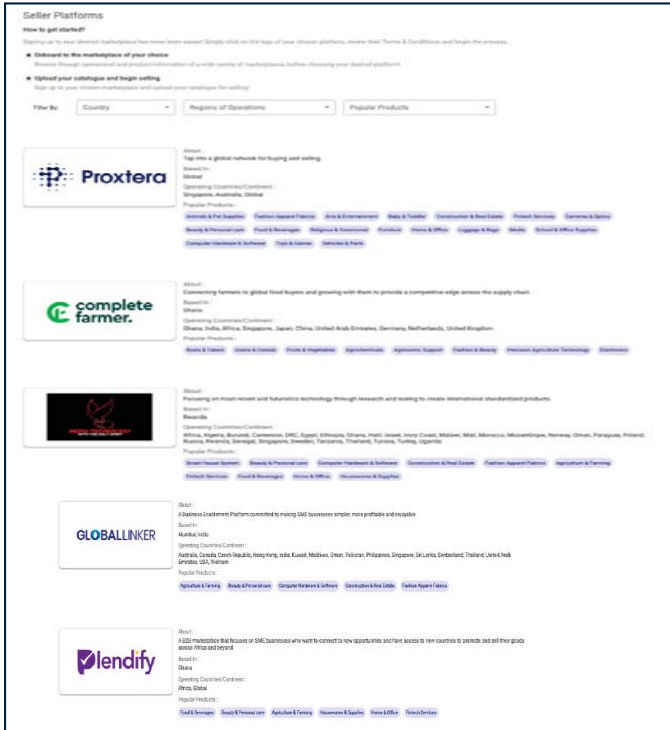 Seller Platforms
How to get started?
Signing up to your desired marketplace has never been easier! Simply click on the logo of your chosen platform, review their Terms & Conditions, and begin the process.
Onboard to the marketplace of your choice
Browse through operational and product information of a wide variety of marketplaces, before choosing your desired platform!
Upload your catalogue and begin selling
Sign up to your chosen marketplace and upload your catalogue for selling!
Filter By: Country Regions of Operations Popular Products
Proxtera
About :
Tap into a global network for buying and selling
Based In :
Global
Operating Countries/Continent :
Singapore, Australia, Global
Popular Products :
Animals & Pet Supplies Fashion Apparel Fabrics Arts & Entertainment Baby & Toddler Construction & Real Estate Fintech Services Cameras & Optics
Beauty & Personal care Food & Beverages Religious & Ceremonial Furniture Home & Office Luggage & Bags Media School & Office Supplies
Computer Hardware & Software Toys & Games Vehicles & Parts
complete
farmer.
About :
Connecting farmers to global food buyers and growing with them to provide a competitive edge across the supply chain
Based In :
Ghana
Operating Countries/Continent :
Ghana, India, Africa, Singapore, Japan, China, United Arab Emirates, Germany, Netherlands, United Kingdom
Popular Products :
Roots & Tubers Grains & Cereals Fruits & Vegetables Agrochemicals Agronomic Support Fashion & Beauty Precision Agriculture Technology Electronics
WITH THE HOLY SPIRIT
About :
Focusing on most recent and futuristics technology through research and testing to create international standardized products
Based In :
Rwanda
Operating Countries/Continent :
Africa, Algeria, Burundi, Cameroon, DRC, Egypt, Ethiopia, Ghana, Haiti, Israel, Ivory Coast, Malawi, Mali, Morocco, Mozambique, Norway, Oman, Paraguay, Poland,
Russia, Rwanda, Senegal, Singapore, Sweden, Tanzania, Thailand, Tunisia, Turkey, Uganda
Popular Products :
Smart House System Beauty & Personal care Computer Hardware & Software Construction & Real Estate Fashion Apparel Fabrics Agriculture & Farming
Fintech Services Food & Beverages Home & Office Housewares & Supplies
GLOBALLINKER
About :
A Business Enablement Platform committed to making SME businesses simpler, more profitable and enjoyable
Based In :
Mumbai, India
Operating Countries/Continent :
Australia, Canada, Czech Republic, Hong Kong, India, Kuwait, Maldives, Oman, Pakistan, Philippines, Singapore, Sri Lanka, Switzerland, Thailand, United Arab
Emirates, USA, Vietnam
Popular Products :
Agriculture & Farming Beauty & Personal care Computer Hardware & Software Construction & Real Estate Fashion Apparel Fabrics
Plendify
About :
A B2B marketplace that focuses on SME businesses who want to connect to new opportunities and have access to new countries to promote and sell their goods
across Africa and beyond
Based In :
Ghana
Operating Countries/Continent :
Africa, Global
Popular Products :
Food & Beverages Beauty & Personal care Agriculture & Farming Housewares & Supplies Home & Office Fintech Services